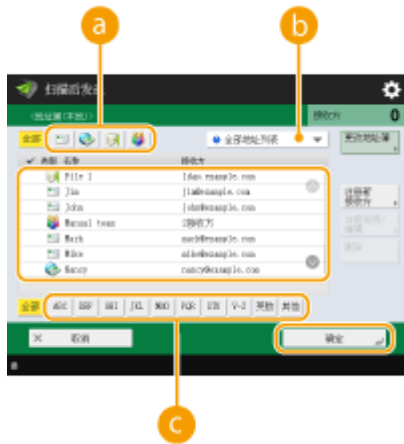 a b
扫描后发送
<地址簿(本地)>
接收方 0
全部
全部地址列表
更改地址簿
类别 名称 接收方
File 1
Jim jim@example.com
John john@example.com
Manual team 2接收方
Mark mark@example.com
Mike mike@example.com
Nancy nancy@example.com
注册新
接收方
删除
全部 ABC DEF GHI JKL MNO PQR STU V-Z 其他
取消 确定
c